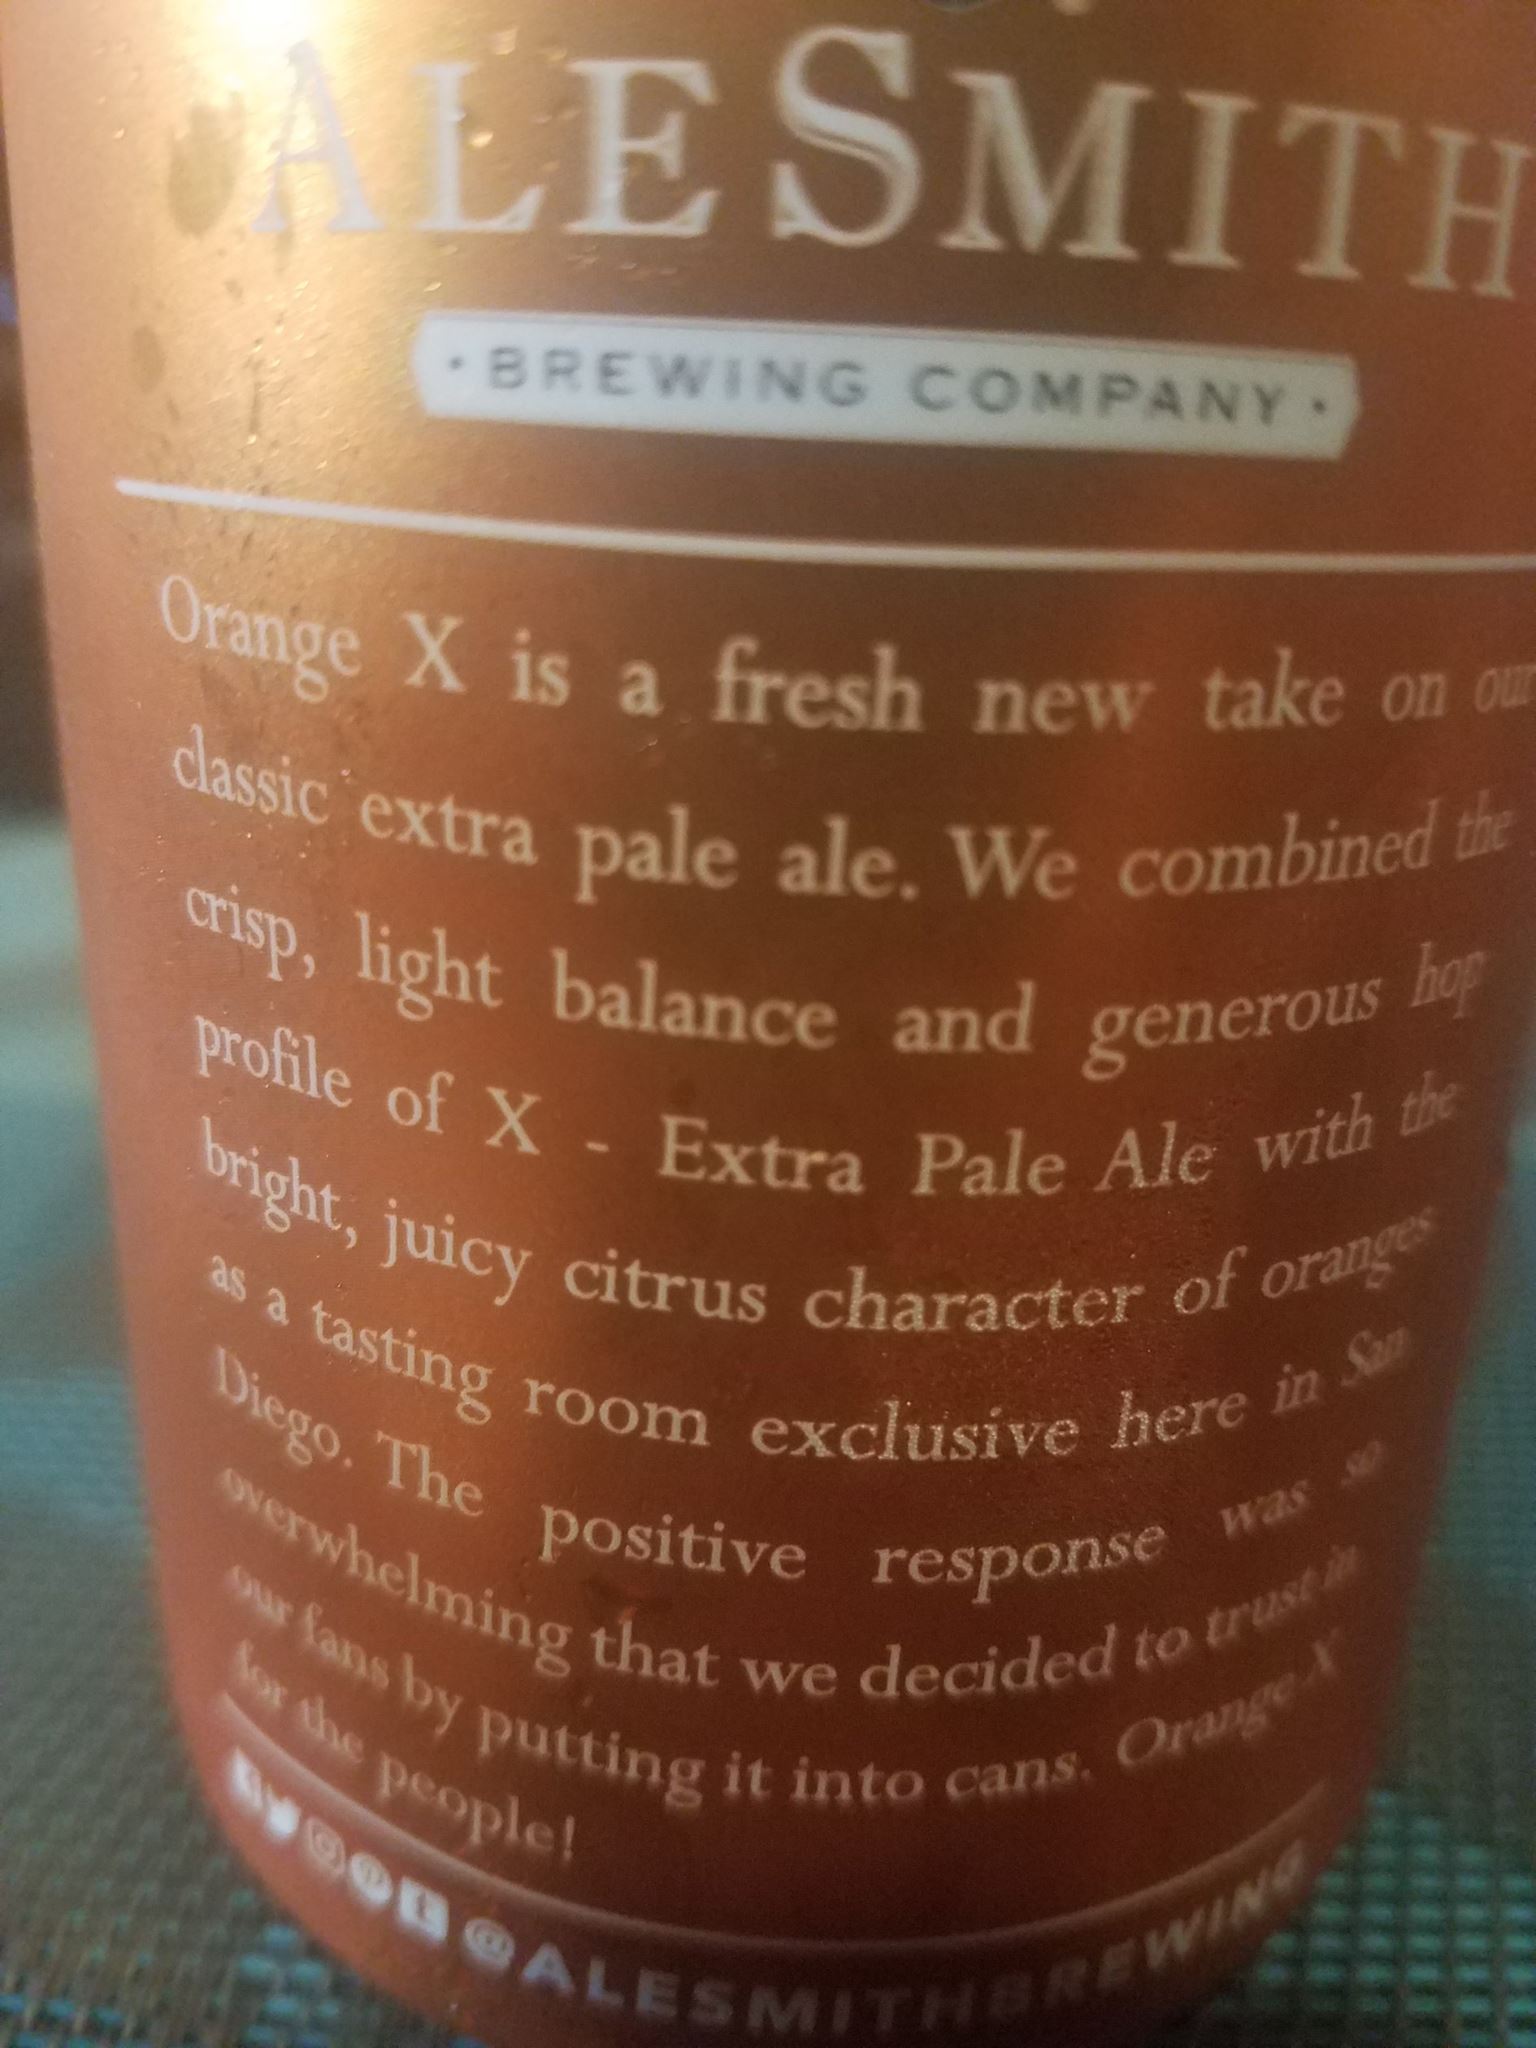 ALESMITH
· BREWING COMPANY ·
Orange X is a fresh new take on our
classic extra pale ale. We combined the
crisp, light balance and generous hop
profile of X - Extra Pale Ale with the
bright, juicy citrus character of oranges
as a tasting room exclusive here in San
Diego. The positive response was so
overwhelming that we decided to trust in
our fans by putting it into cans. Orange X
for the people!
@ALESMITHBREWING